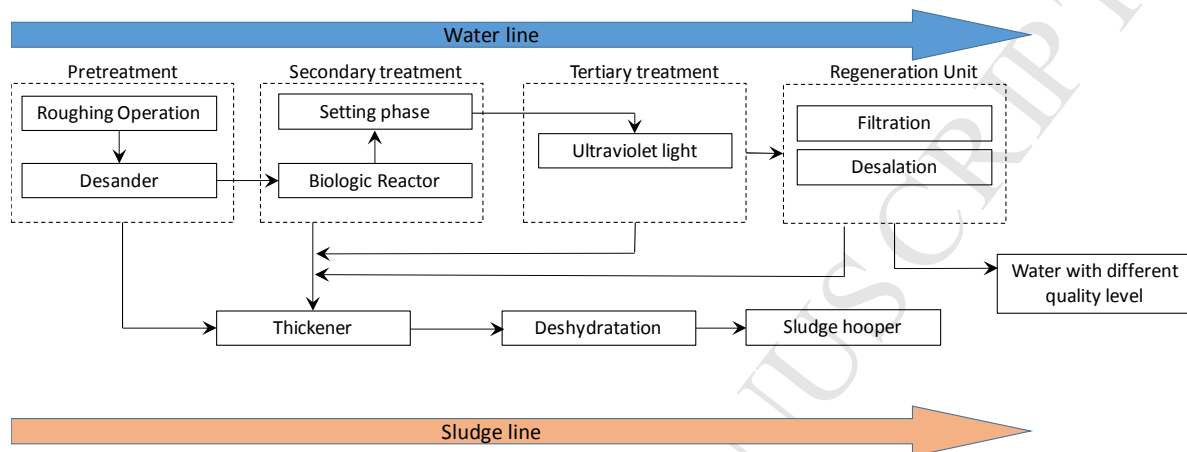 Water line
Pretreatment
Secondary treatment
Tertiary treatment
Regeneration Unit
Roughing Operation
Setting phase
Filtration
Ultraviolet light
Desalation
Desander
Biologic Reactor
Water with different
quality level
Thickener
Deshydratation
Sludge hooper
Sludge line
USCRIPT